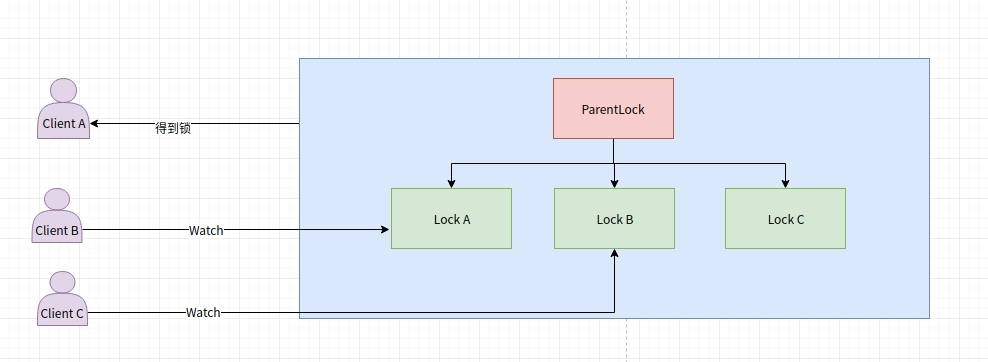 ParentLock
Client A
得到锁
Lock A
Lock B
Lock C
Client B
Watch
Client C
Watch